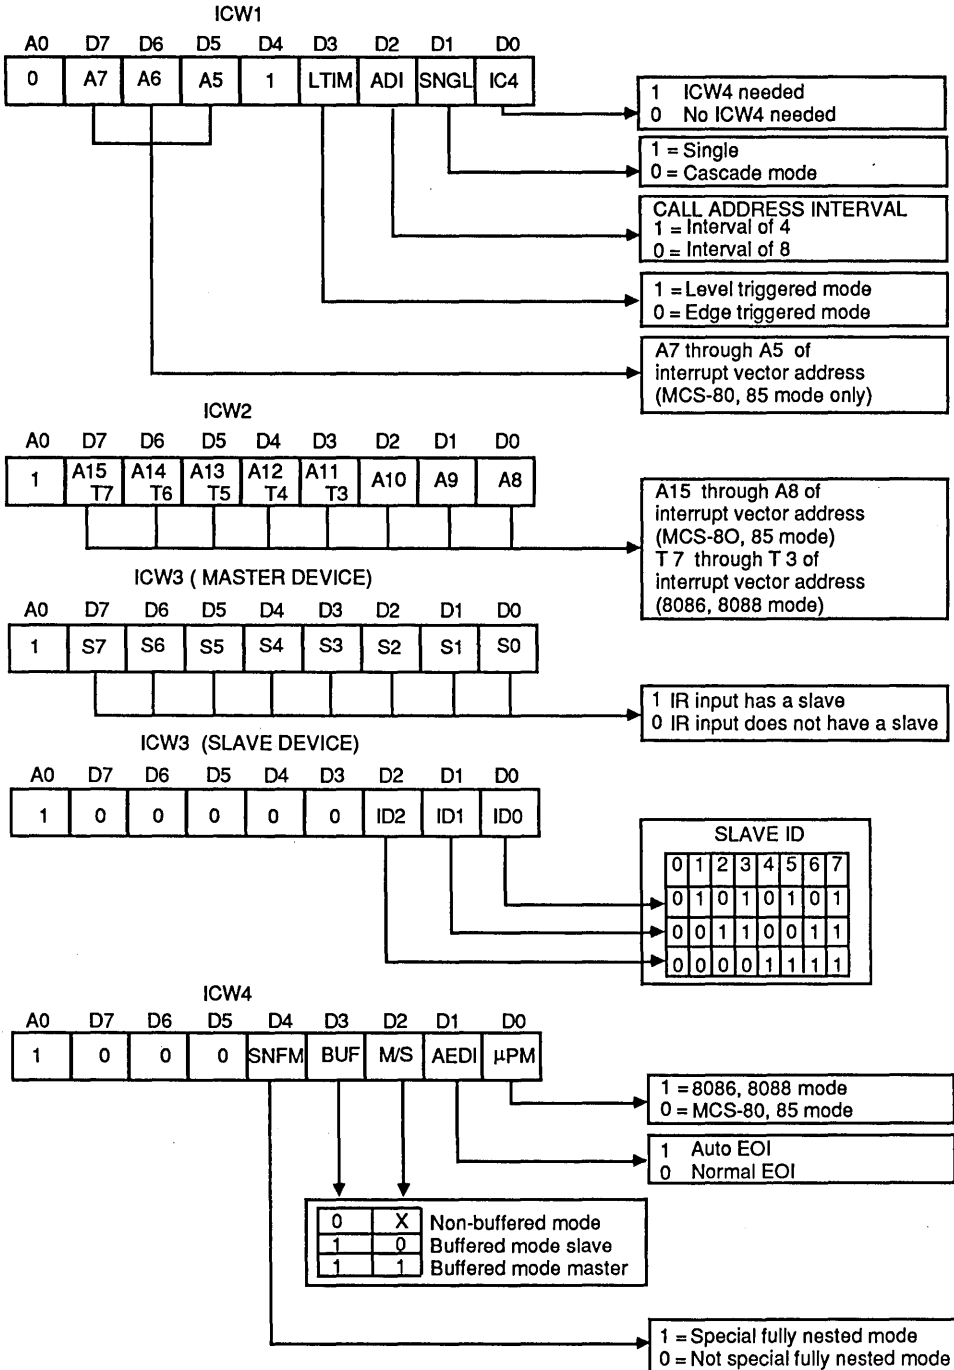 ICW1
A0 D7 D6 D5 D4 D3 D2 D1 D0
0 A7 A6 A5 1 LTIM ADI SNGL IC4
1 ICW4 needed
0 No ICW4 needed
1 = Single
0 = Cascade mode
CALL ADDRESS INTERVAL
1 = Interval of 4
0 = Interval of 8
1 = Level triggered mode
0 = Edge triggered mode
A7 through A5 of
interrupt vector address
(MCS-80, 85 mode only)
ICW2
A0 D7 D6 D5 D4 D3 D2 D1 D0
1 A15 T7 A14 T6 A13 T5 A12 T4 A11 T3 A10 A9 A8
A15 through A8 of
interrupt vector address
(MCS-8O, 85 mode)
T 7 through T 3 of
interrupt vector address
(8086, 8088 mode)
ICW3 ( MASTER DEVICE)
A0 D7 D6 D5 D4 D3 D2 D1 D0
1 S7 S6 S5 S4 S3 S2 S1 S0
1 IR input has a slave
0 IR input does not have a slave
ICW3 (SLAVE DEVICE)
A0 D7 D6 D5 D4 D3 D2 D1 D0
1 0 0 0 0 0 ID2 ID1 ID0
SLAVE ID
0 1 2 3 4 5 6 7
0 1 0 1 0 1 0 1
0 0 1 1 0 0 1 1
0 0 0 0 1 1 1 1
ICW4
A0 D7 D6 D5 D4 D3 D2 D1 D0
1 0 0 0 SNFM BUF M/S AEDI µPM
1 = 8086, 8088 mode
0 = MCS-80, 85 mode
1 Auto EOI
0 Normal EOI
0 X Non-buffered mode
1 0 Buffered mode slave
1 1 Buffered mode master
1 = Special fully nested mode
0 = Not special fully nested mode